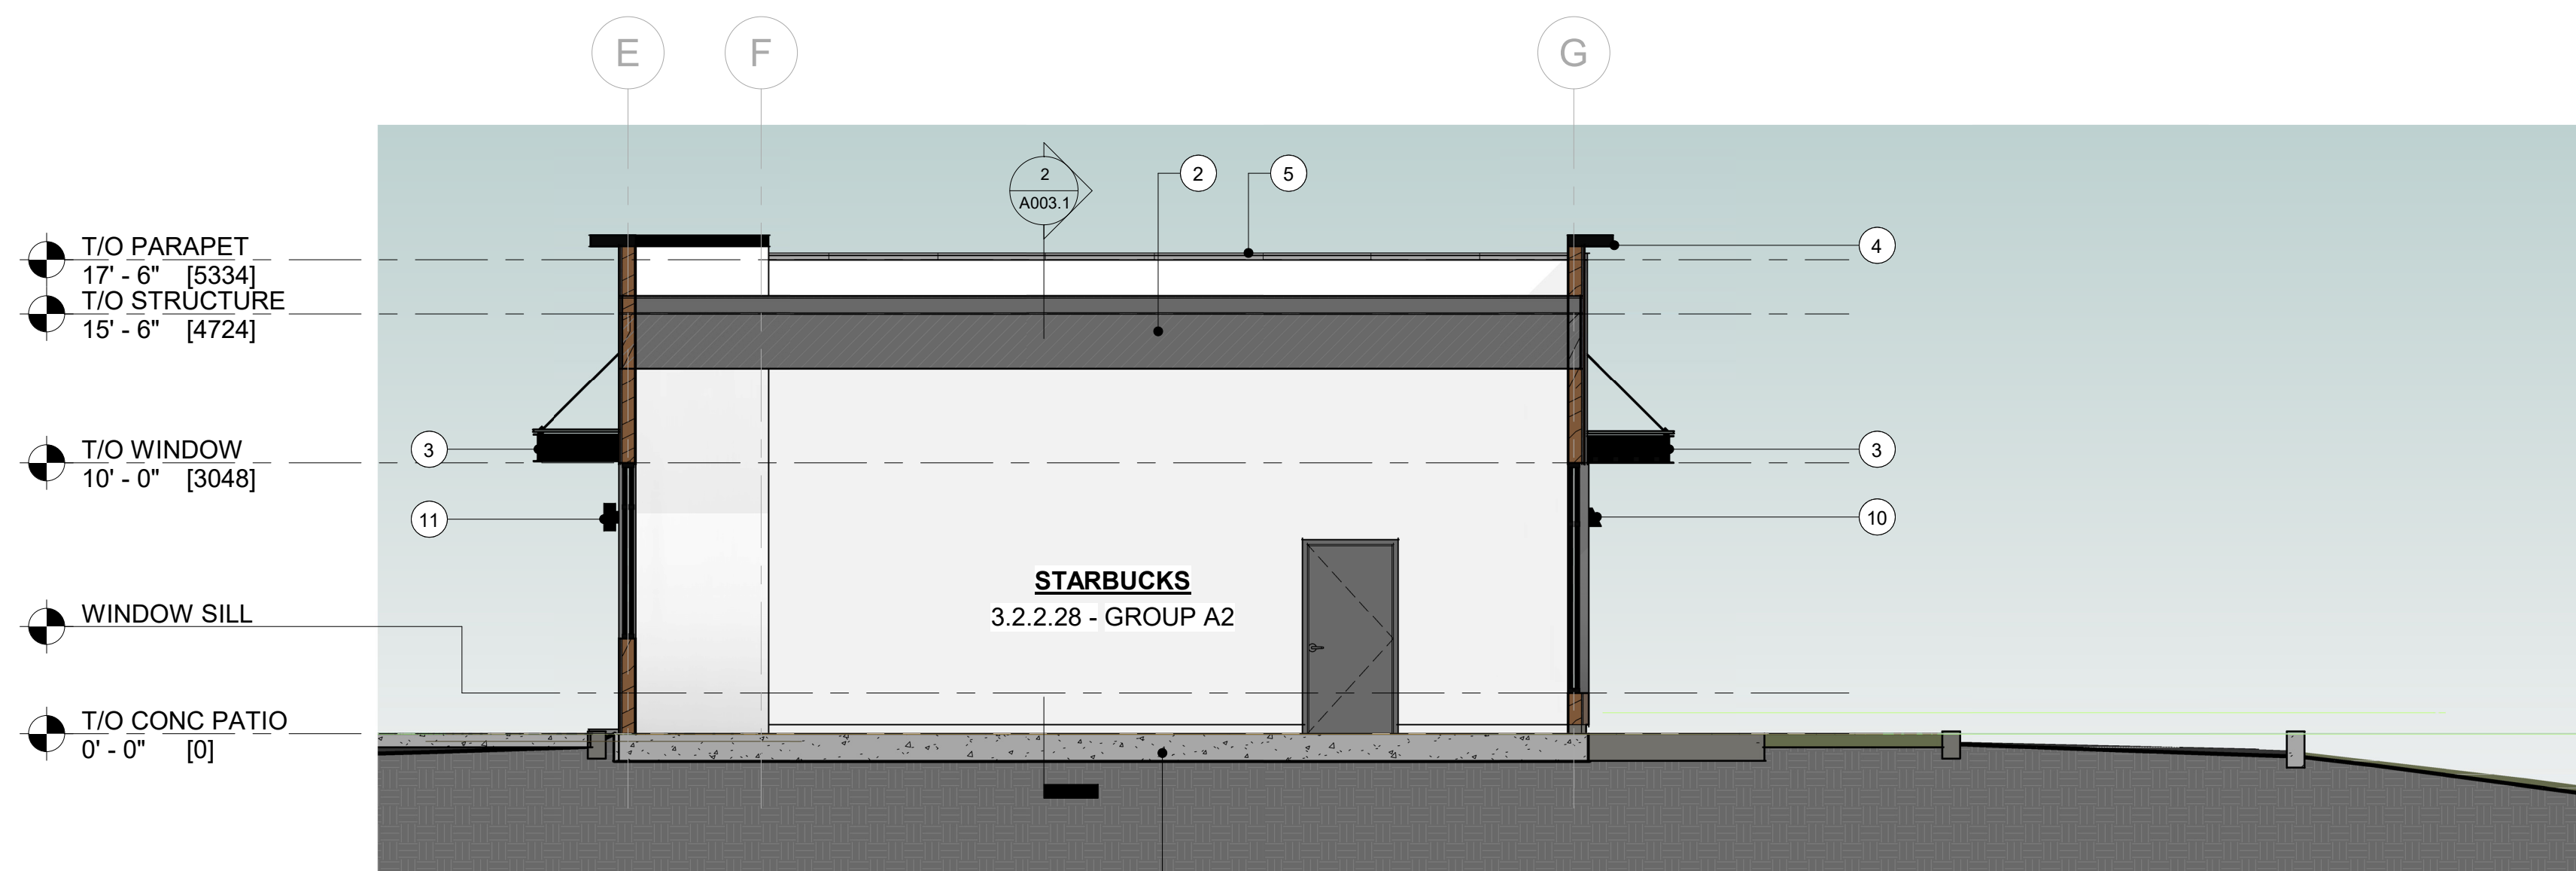 E
F
G
2
A003.1
2
5
T/O PARAPET
17' - 6" [5334]
4
T/O STRUCTURE
15' - 6" [4724]
T/O WINDOW
10' - 0" [3048]
3
3
11
10
STARBUCKS
3.2.2.28 - GROUP A2
WINDOW SILL
T/O CONC PATIO
0' - 0" [0]